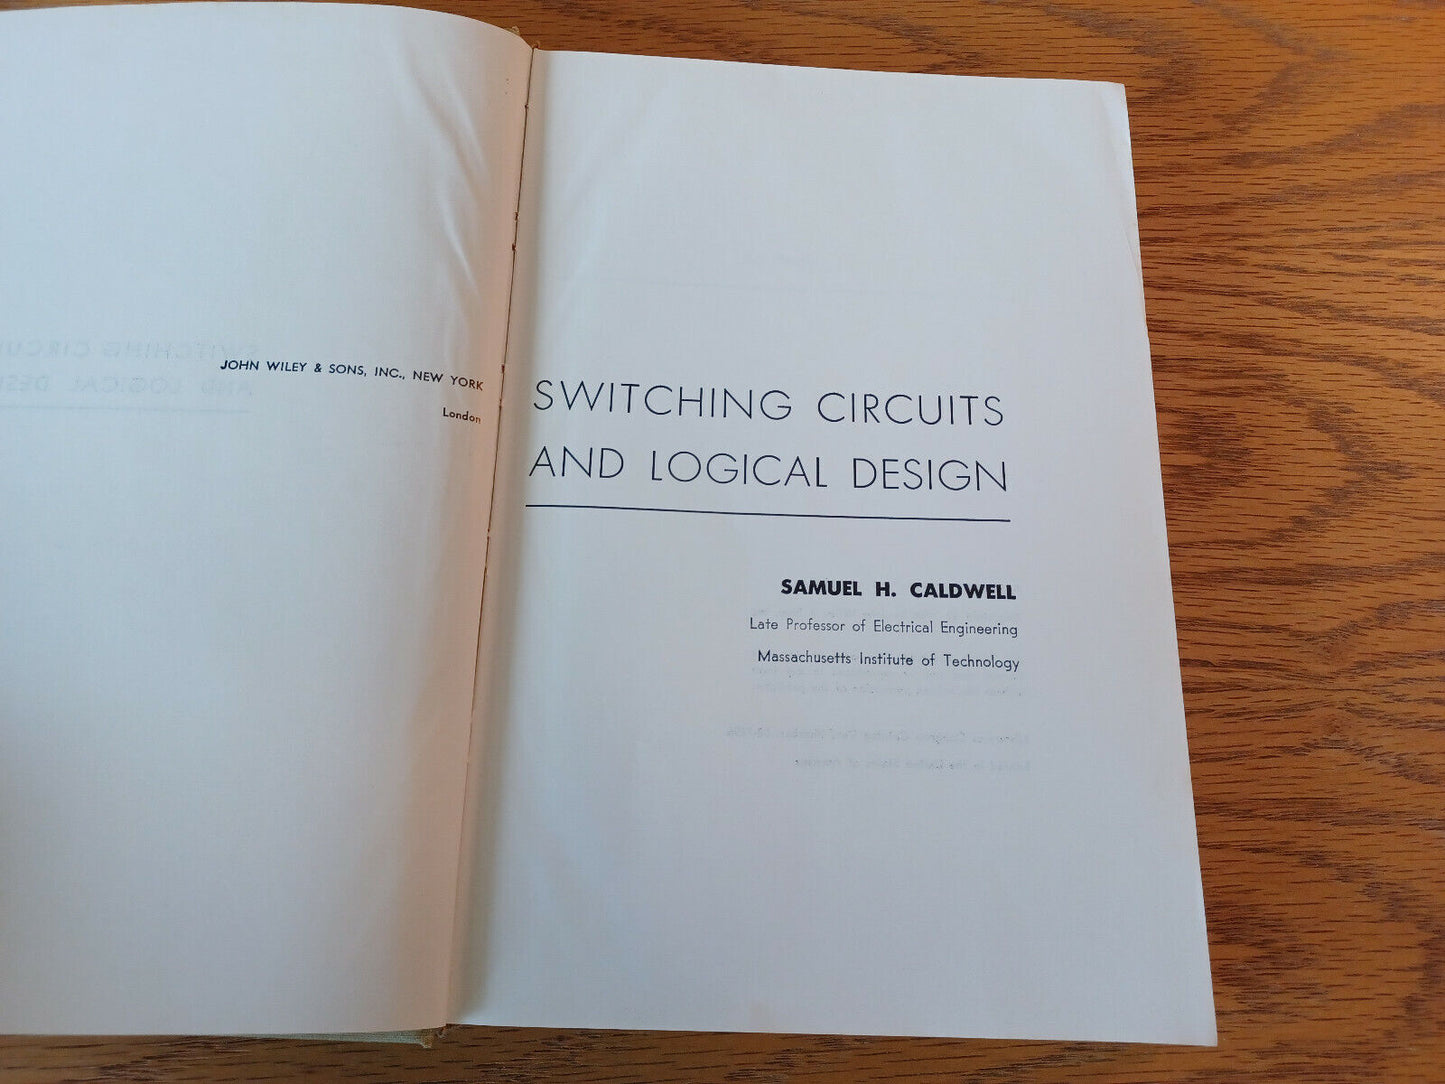 JOHN WILEY & SONS, INC., NEW YORK
London
SWITCHING CIRCUITS
AND LOGICAL DESIGN
SAMUEL H. CALDWELL
Late Professor of Electrical Engineering
Massachusetts Institute of Technology